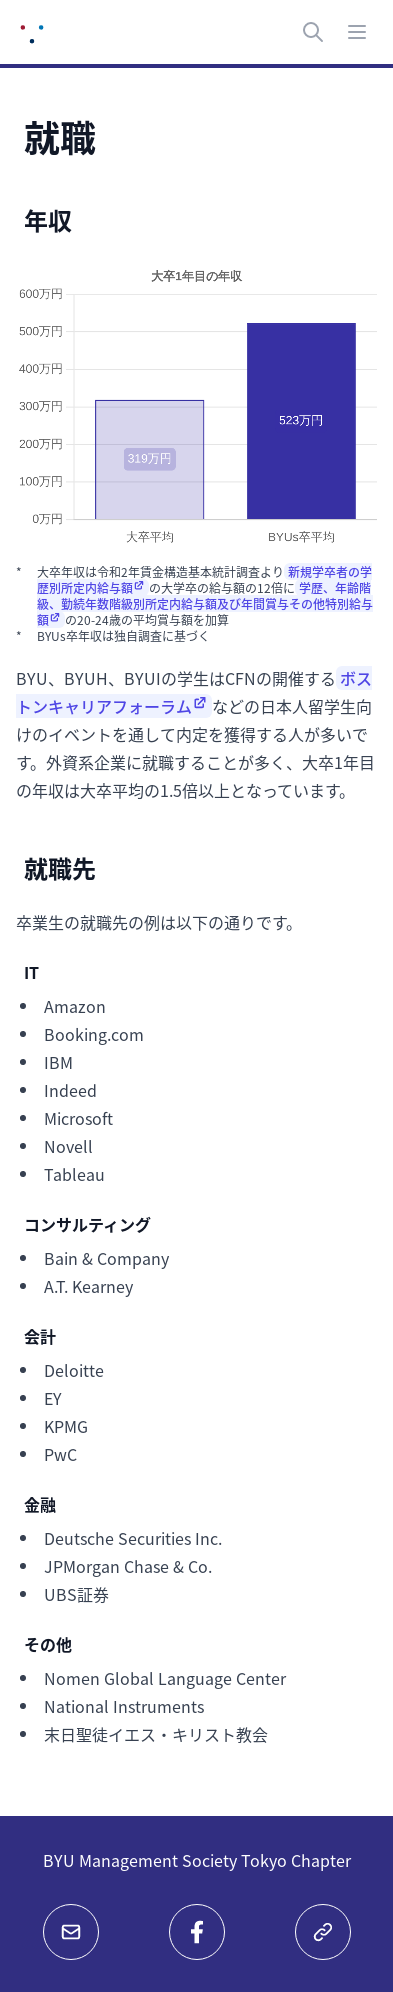 就職
年収
大卒1年目の年収
600万円
500万円
400万円
300万円
200万円
100万円
0万円
319万円
523万円
大卒平均
BYUs卒平均
* 大卒年収は令和2年賃金構造基本統計調査より 新規学卒者の学
歴別所定内給与額 の大学卒の給与額の12倍に 学歴、年齢階
級、勤続年数階級別所定内給与額及び年間賞与その他特別給与
額 の20-24歳の平均賞与額を加算
* BYUs卒年収は独自調査に基づく
BYU、BYUH、BYUIの学生はCFNの開催する ボス
トンキャリアフォーラム などの日本人留学生向
けのイベントを通して内定を獲得する人が多いで
す。外資系企業に就職することが多く、大卒1年目
の年収は大卒平均の1.5倍以上となっています。
就職先
卒業生の就職先の例は以下の通りです。
IT
• Amazon
• Booking.com
• IBM
• Indeed
• Microsoft
• Novell
• Tableau
コンサルティング
• Bain & Company
• A.T. Kearney
会計
• Deloitte
• EY
• KPMG
• PwC
金融
• Deutsche Securities Inc.
• JPMorgan Chase & Co.
• UBS証券
その他
• Nomen Global Language Center
• National Instruments
• 末日聖徒イエス・キリスト教会
BYU Management Society Tokyo Chapter